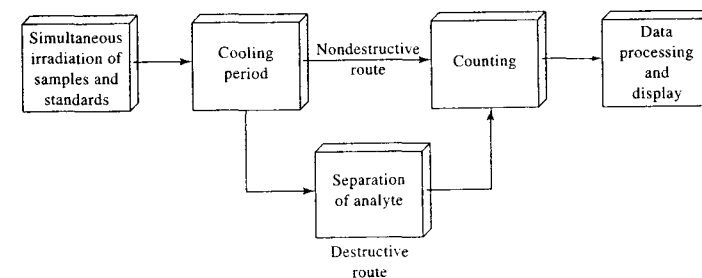 Simultaneous
irradiation of
samples and
standards
Cooling
period
Nondestructive
route
Counting
Data
processing
and
display
Separation
of analyte
Destructive
route